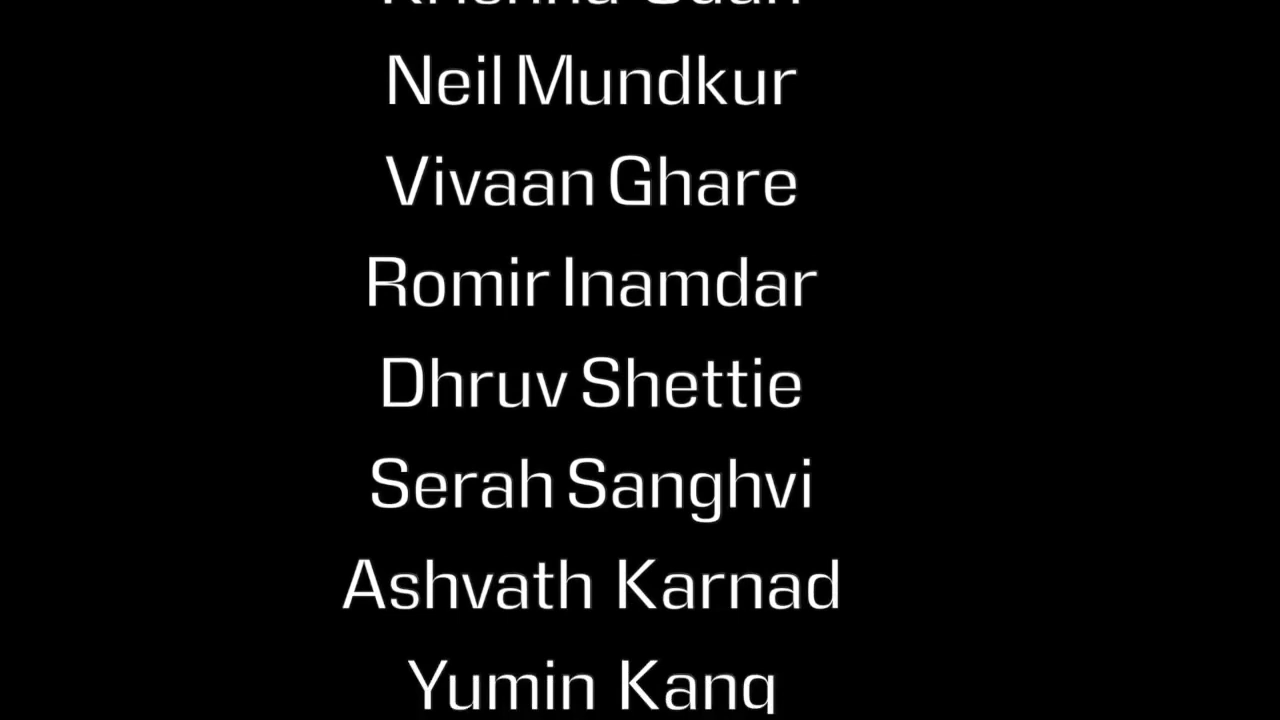 Neil Mundkur
Vivaan Ghare
Romir Inamdar
Dhruv Shettie
Serah Sanghvi
Ashvath Karnad
Yumin Kang